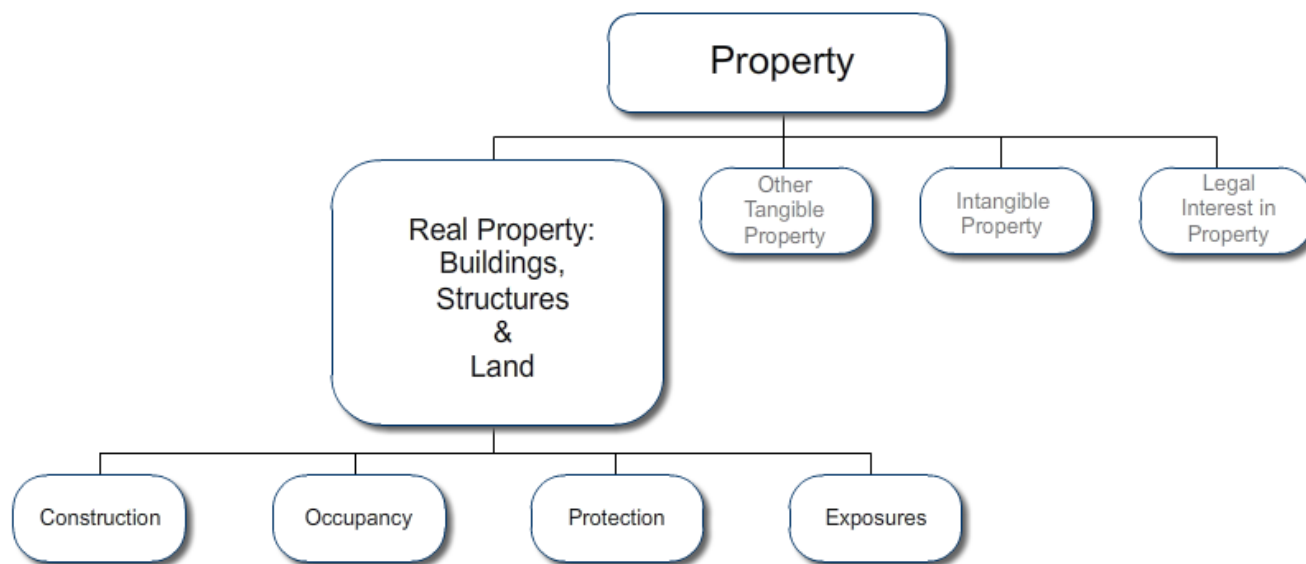 Property
Real Property:
Buildings,
Structures
&
Land
Other
Tangible
Property
Intangible
Property
Legal
Interest in
Property
Construction
Occupancy
Protection
Exposures